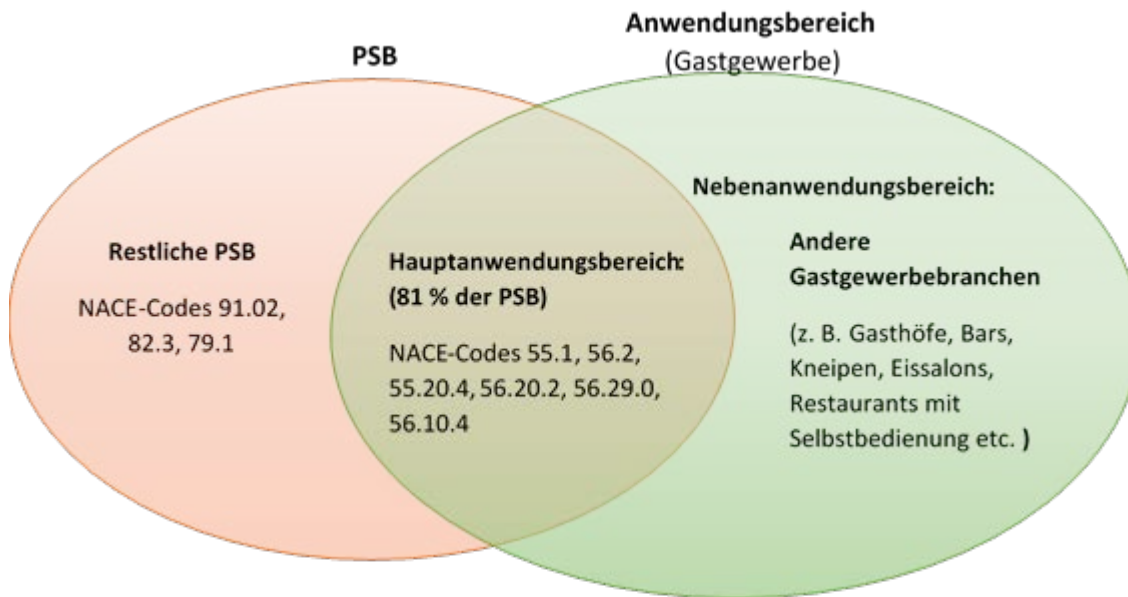 PSB
Anwendungsbereich
(Gastgewerbe)
Restliche PSB
NACE-Codes 91.02,
82.3, 79.1
Hauptanwendungsbereich:
(81 % der PSB)
NACE-Codes 55.1, 56.2,
55.20.4, 56.20.2, 56.29.0,
56.10.4
Nebenanwendungsbereich:
Andere
Gastgewerbebranchen
(z. B. Gasthöfe, Bars,
Kneipen, Eissalons,
Restaurants mit
Selbstbedienung etc. )